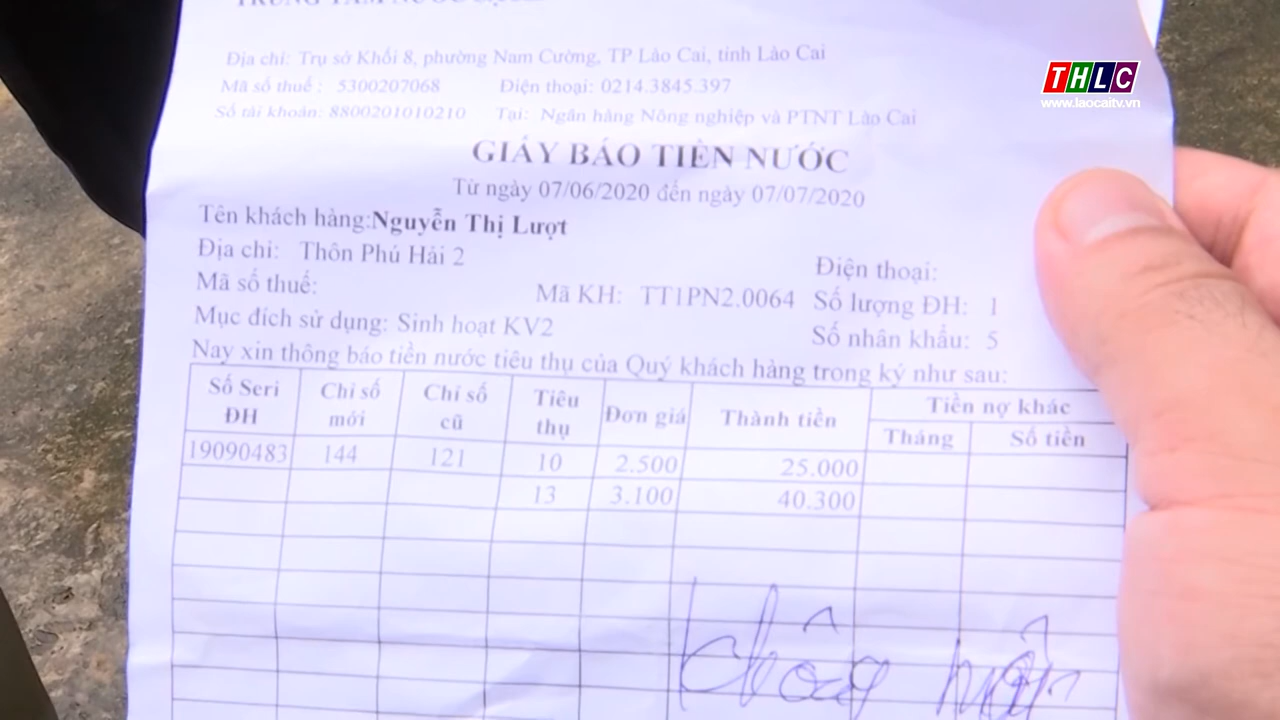 TRUNG TÂM NƯỚC
THLC
www.laocaitv.vn
Địa chỉ: Trụ sở Khối 8, phường Nam Cường, TP Lào Cai, tỉnh Lào Cai
Mã số thuế : 5300207068 Điện thoại: 0214.3845.397
Số tài khoản: 8800201010210 Tại: Ngân hàng Nông nghiệp và PTNT Lào Cai
GIẤY BÁO TIỀN NƯỚC
Từ ngày 07/06/2020 đến ngày 07/07/2020
Tên khách hàng:Nguyễn Thị Lượt
Địa chỉ: Thôn Phú Hải 2 Điện thoại:
Mã số thuế: Mã KH: TT1PN2.0064 Số lượng ĐH: 1
Mục đích sử dụng: Sinh hoạt KV2 Số nhân khẩu: 5
Nay xin thông báo tiền nước tiêu thụ của Quý khách hàng trong kỳ như sau:
Số Seri ĐH Chỉ số mới Chỉ số cũ Tiêu thụ Đơn giá Thành tiền Tiền nợ khác
Tháng Số tiền
19090483 144 121 10 2.500 25.000
13 3.100 40.300
không